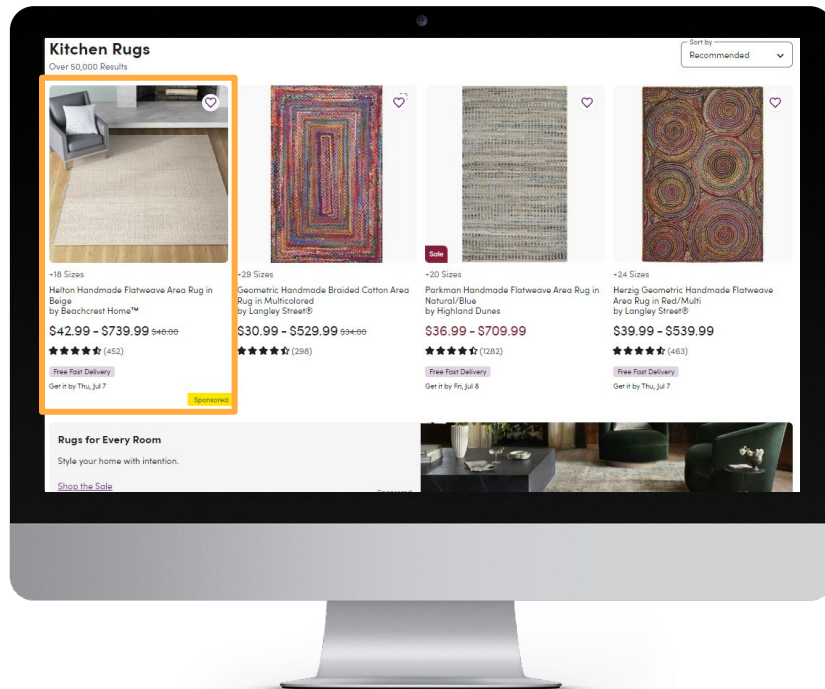 Kitchen Rugs
Over 50,000 Results
Sort by
Recommended
+18 Sizes
Helton Handmade Flatweave Area Rug in
Beige
by Beachcrest Home™
$42.99 - $739.99 $48.00
(452)
Free Fast Delivery
Get it by Thu, Jul 7
Sponsored
+29 Sizes
Geometric Handmade Braided Cotton Area
Rug in Multicolored
by Langley Street®
$30.99 - $529.99 $34.00
(298)
Sale
+20 Sizes
Parkman Handmade Flatweave Area Rug in
Natural/Blue
by Highland Dunes
$36.99 - $709.99
(1282)
Free Fast Delivery
Get it by Fri, Jul 8
+24 Sizes
Herzig Geometric Handmade Flatweave
Area Rug in Red/Multi
by Langley Street®
$39.99 - $539.99
(463)
Free Fast Delivery
Get it by Thu, Jul 7
Rugs for Every Room
Style your home with intention.
Shop the Sale
Sponsored